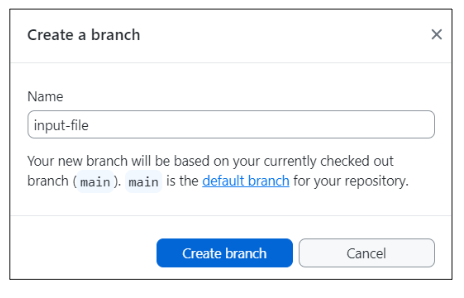 Create a branch
Name
input-file
Your new branch will be based on your currently checked out
branch (main). main is the default branch for your repository.
Create branch
Cancel